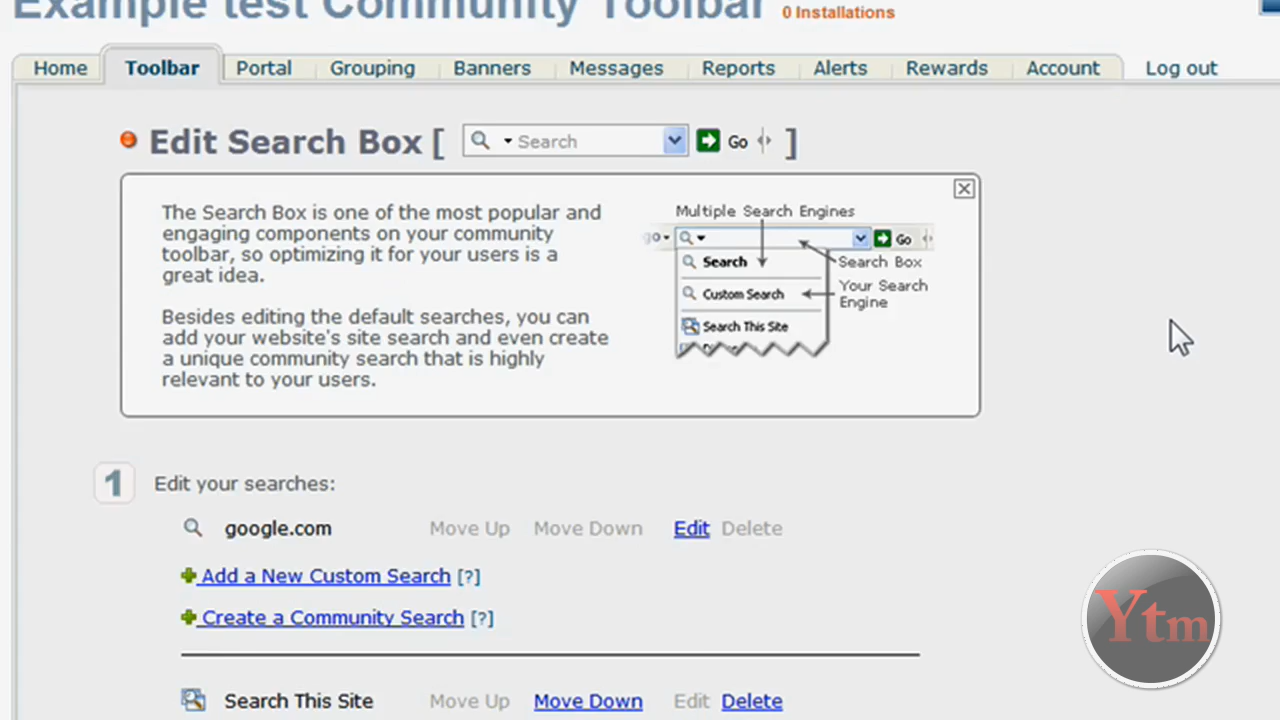 Example test Community Toolbar 0 Installations
Home Toolbar Portal Grouping Banners Messages Reports Alerts Rewards Account Log out
Edit Search Box [ Search Go ]
The Search Box is one of the most popular and
engaging components on your community
toolbar, so optimizing it for your users is a
great idea.
Besides editing the default searches, you can
add your website's site search and even create
a unique community search that is highly
relevant to your users.
Multiple Search Engines
go Go
Search
Search Box
Custom Search
Your Search
Engine
Search This Site
1 Edit your searches:
google.com Move Up Move Down Edit Delete
Add a New Custom Search [?]
Create a Community Search [?]
Search This Site Move Up Move Down Edit Delete
Ytm